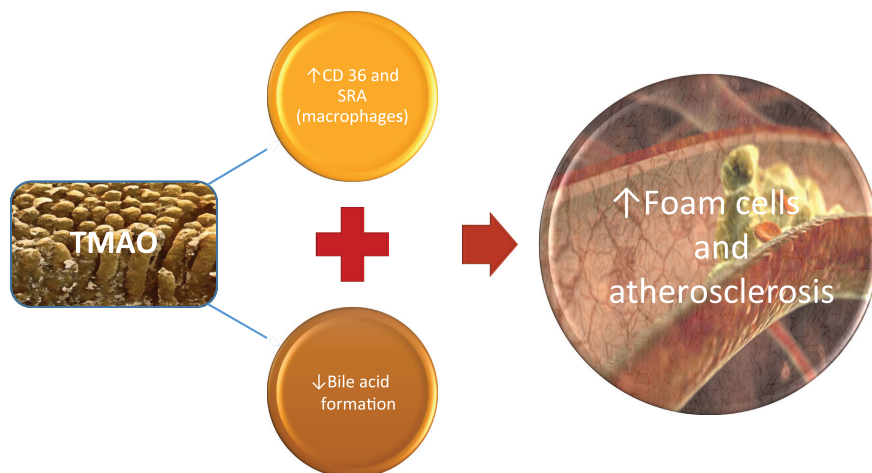 TMAO
↑CD 36 and
SRA
(macrophages)
↓Bile acid
formation
↑Foam cells
and
atherosclerosis